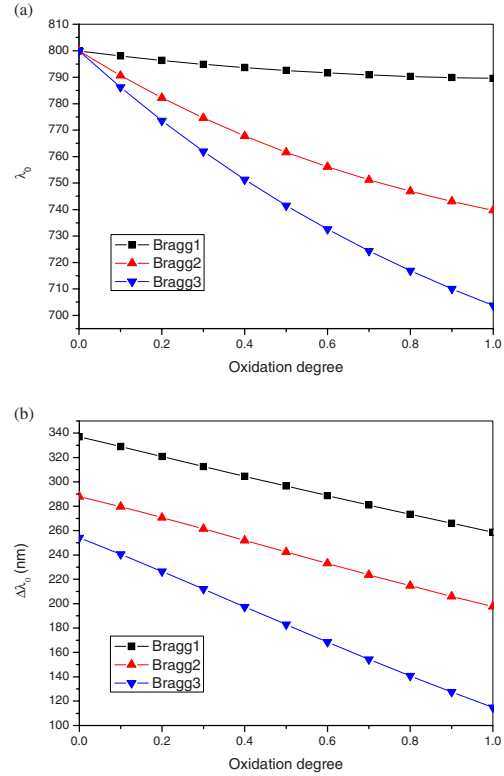 (a)
800
790
780
770
760
750
740
730
720
710
700
λ0
0.0 0.2 0.4 0.6 0.8 1.0
Oxidation degree
Bragg1
Bragg2
Bragg3
(b)
340
320
300
280
260
240
220
200
180
160
140
120
100
Δλ0 (nm)
0.0 0.2 0.4 0.6 0.8 1.0
Oxidation degree
Bragg1
Bragg2
Bragg3